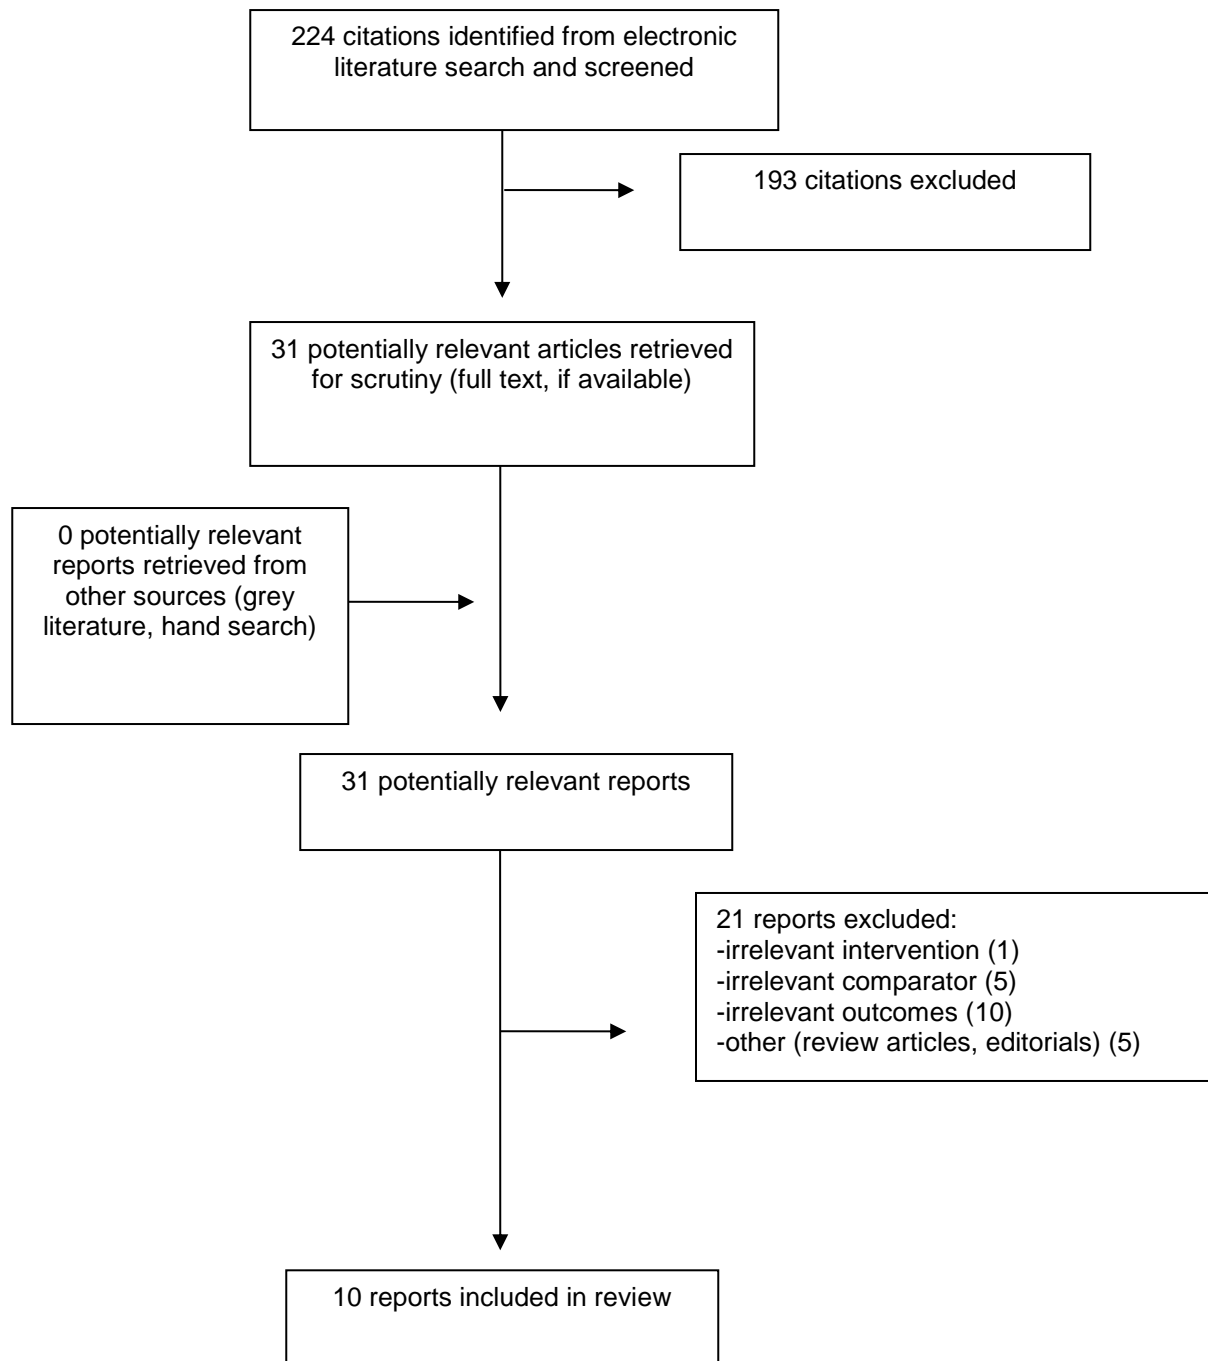 224 citations identified from electronic
literature search and screened
193 citations excluded
31 potentially relevant articles retrieved
for scrutiny (full text, if available)
0 potentially relevant
reports retrieved from
other sources (grey
literature, hand search)
31 potentially relevant reports
21 reports excluded:
-irrelevant intervention (1)
-irrelevant comparator (5)
-irrelevant outcomes (10)
-other (review articles, editorials) (5)
10 reports included in review